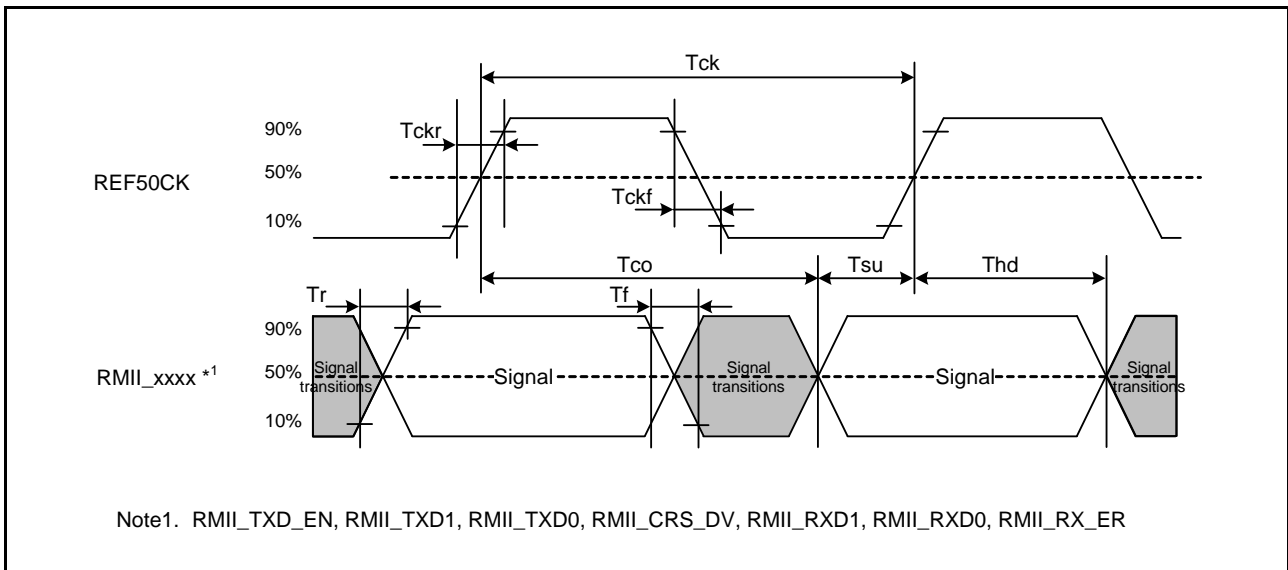 Tck
90%
Tckr
REF50CK
50%
Tckf
10%
Tco
Tsu
Thd
Tr
Tf
90%
RMII_xxxx *1
50%
Signal transitions
Signal
Signal transitions
Signal
Signal transitions
10%
Note1. RMII_TXD_EN, RMII_TXD1, RMII_TXD0, RMII_CRS_DV, RMII_RXD1, RMII_RXD0, RMII_RX_ER